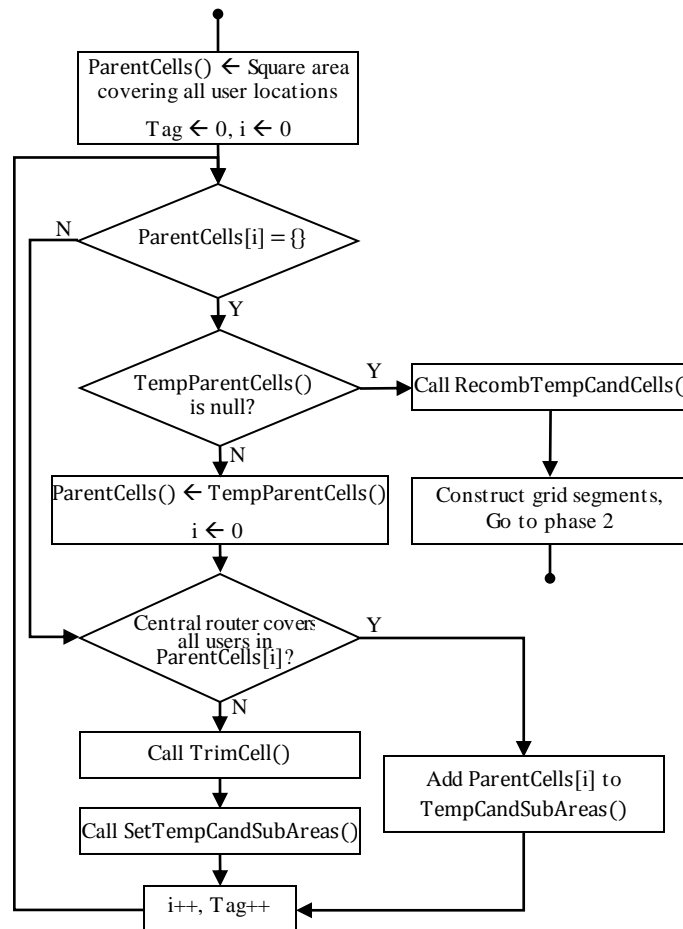 ParentCells() ← Square area
covering all user locations
Tag ← 0, i ← 0
N
ParentCells[i] = {}
Y
TempParentCells()
is null?
Y
Call RecombTempCandCells()
N
ParentCells() ← TempParentCells()
i ← 0
Construct grid segments,
Go to phase 2
Central router covers
all users in
ParentCells[i]?
Y
N
Call TrimCell()
Add ParentCells[i] to
TempCandSubAreas()
Call SetTempCandSubAreas()
i++, Tag++